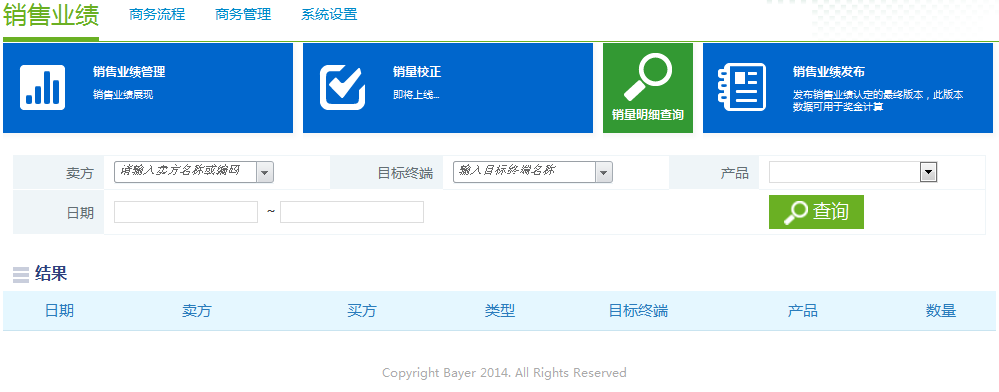 销售业绩 商务流程 商务管理 系统设置
销售业绩管理
销售业绩展现
销量校正
即将上线...
销量明细查询
销售业绩发布
发布销售业绩认定的最终版本，此版本
数据可用于奖金计算
卖方 请输入卖方名称或编码 目标终端 输入目标终端名称 产品
日期 ~ 查询
结果
日期 卖方 买方 类型 目标终端 产品 数量
Copyright Bayer 2014. All Rights Reserved